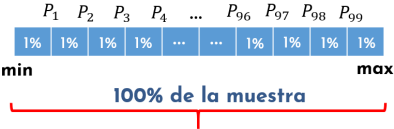 P₁ P₂ P₃ P₄ ... P₉₆ P₉₇ P₉₈ P₉₉
1% 1% 1% 1% ... ... 1% 1% 1% 1%
min max
100% de la muestra